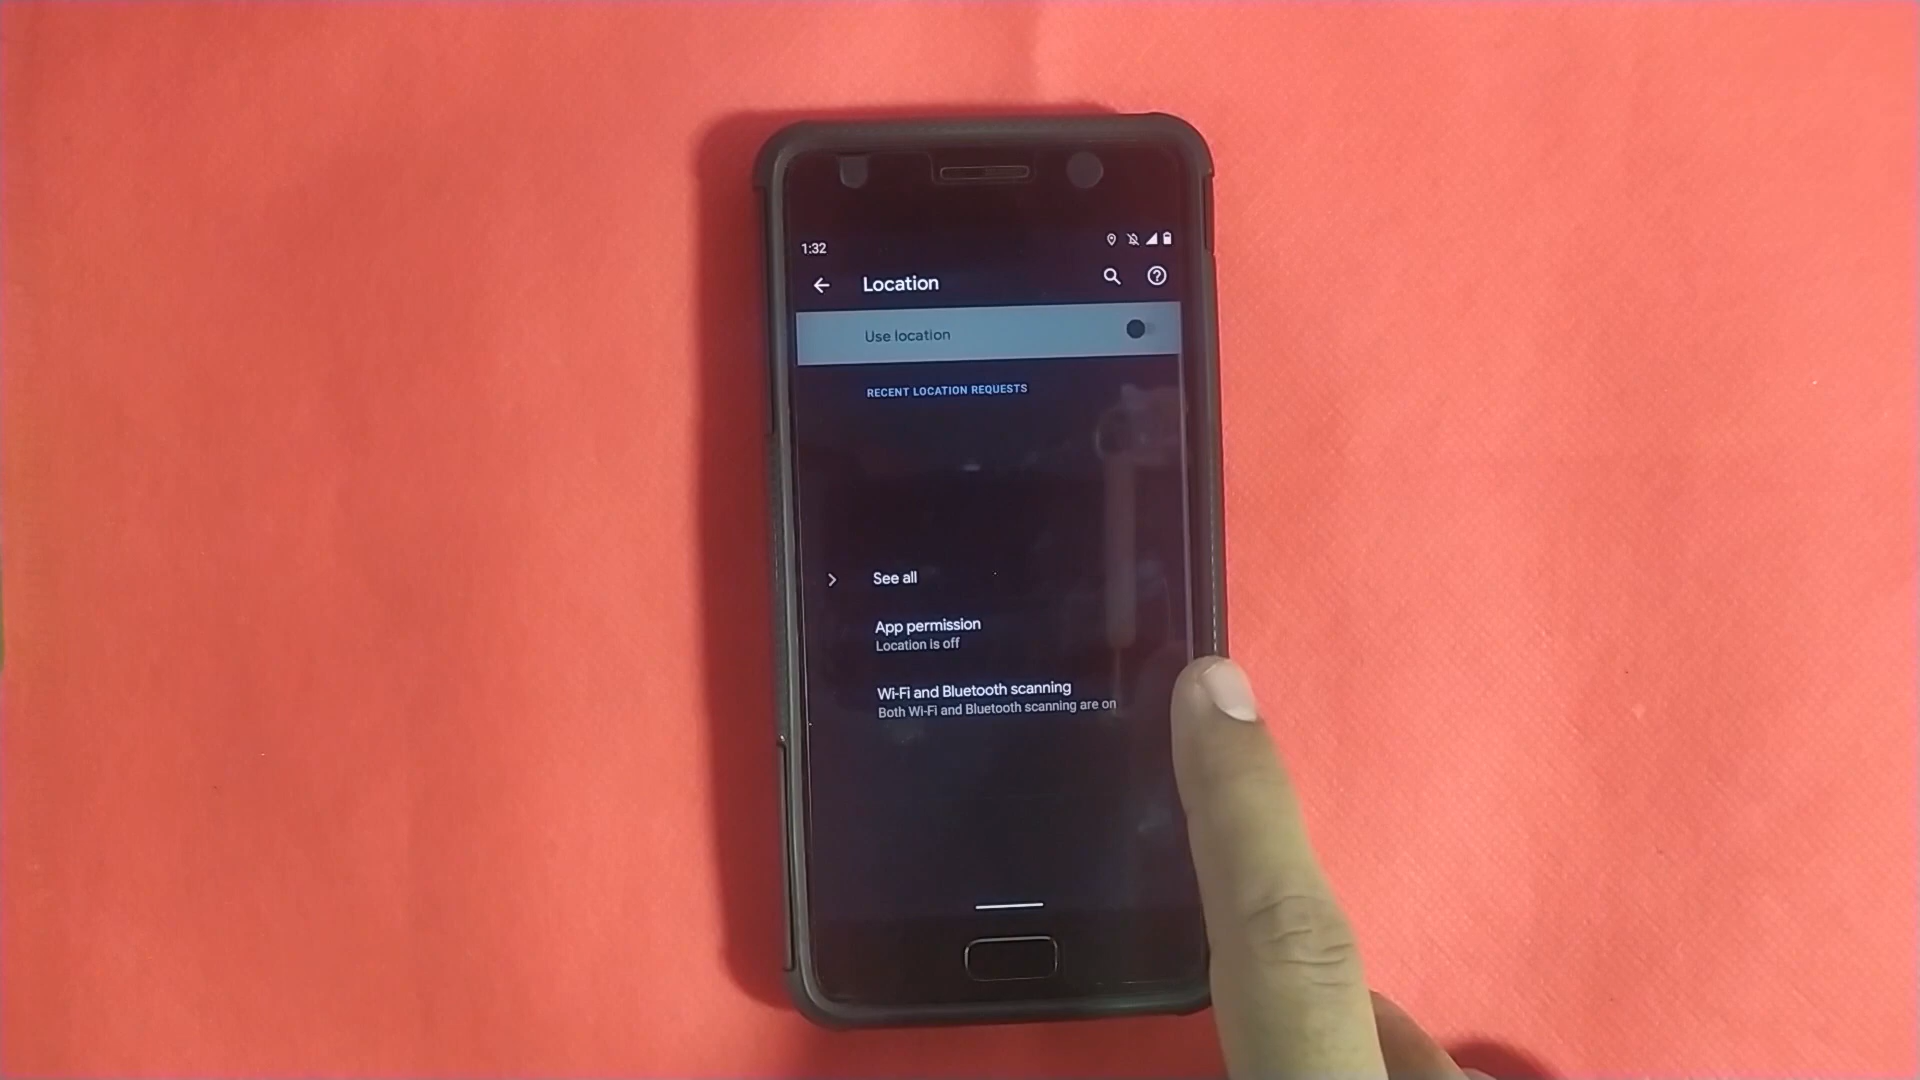 1:32
Location
Use location
RECENT LOCATION REQUESTS
See all
App permission
Location is off
Wi-Fi and Bluetooth scanning
Both Wi-Fi and Bluetooth scanning are on